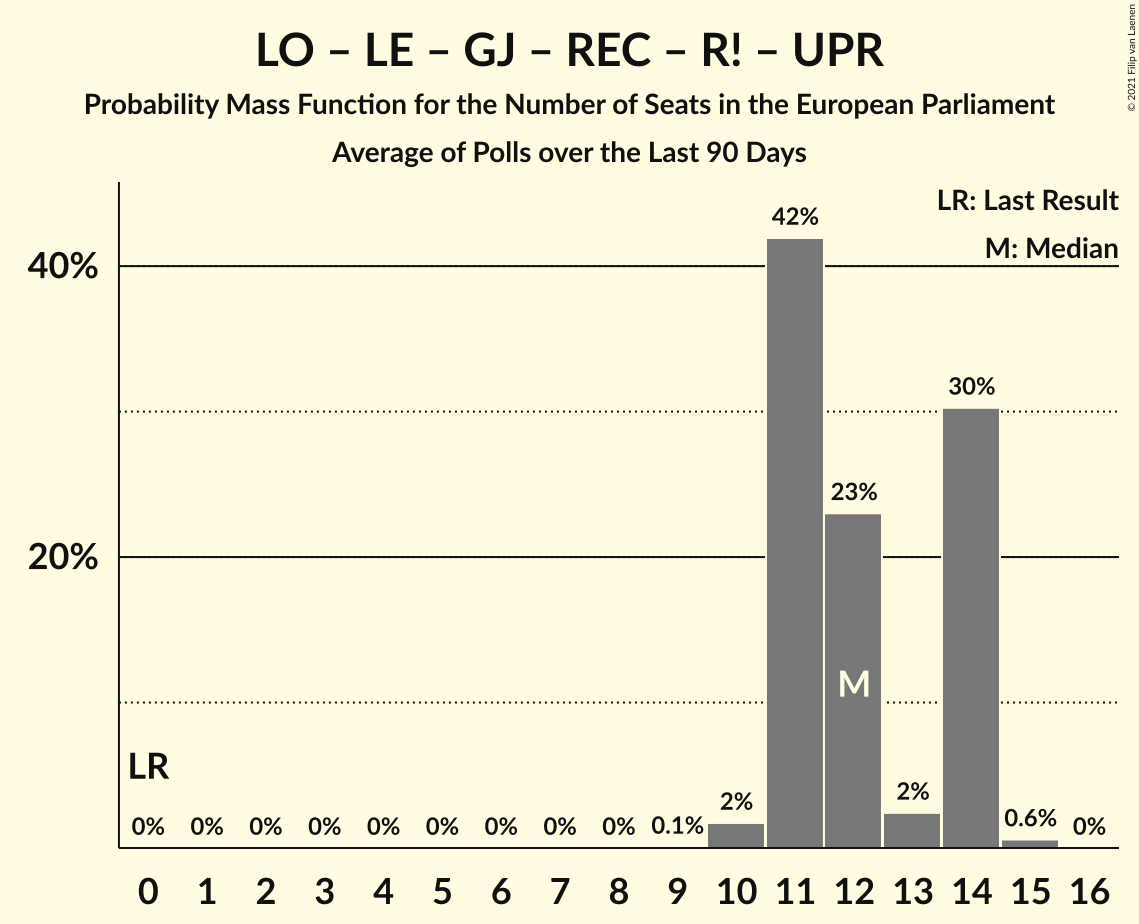 LO – LE – GJ – REC – R! – UPR
Probability Mass Function for the Number of Seats in the European Parliament
Average of Polls over the Last 90 Days
© 2021 Filip van Laenen
LR: Last Result
M: Median
42%
40%
30%
23%
20%
M
LR
0% 0% 0% 0% 0% 0% 0% 0% 0% 0.1% 2% 2% 0.6% 0%
0 1 2 3 4 5 6 7 8 9 10 11 12 13 14 15 16